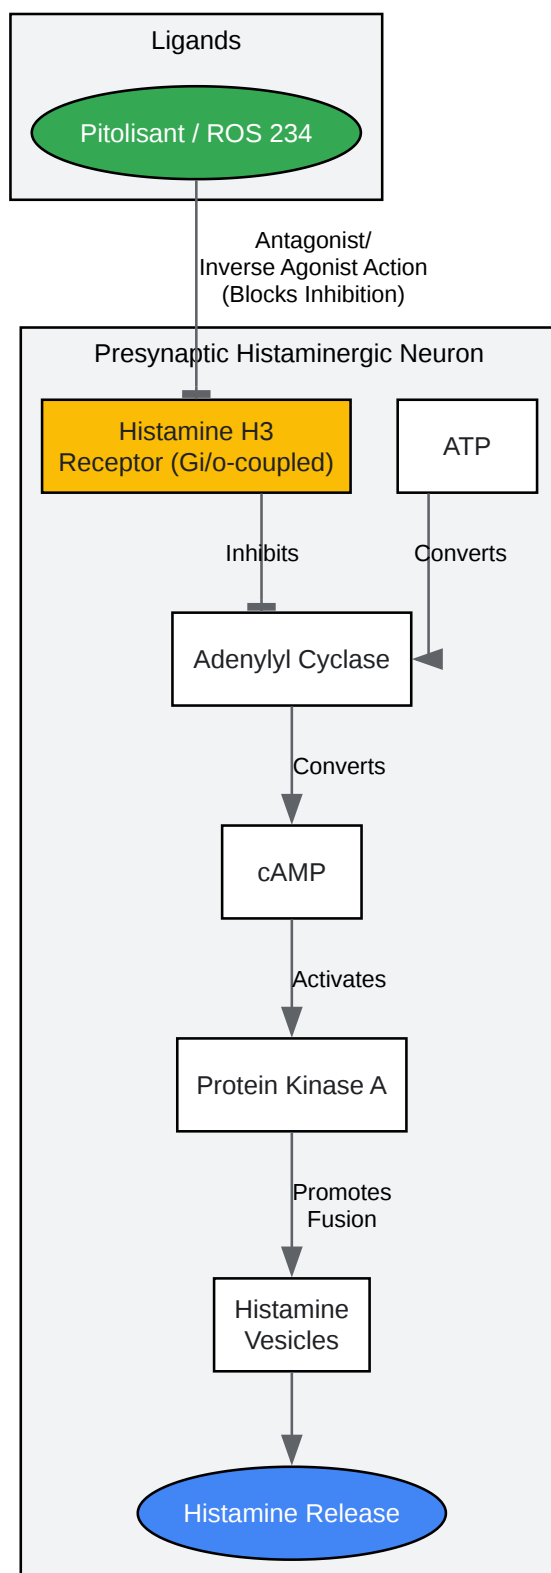 Ligands
Pitolisant / ROS 234
Antagonist/
Inverse Agonist Action
(Blocks Inhibition)
Presynaptic Histaminergic Neuron
Histamine H3
Receptor (Gi/o-coupled)
ATP
Inhibits
Converts
Adenylyl Cyclase
Converts
cAMP
Activates
Protein Kinase A
Promotes
Fusion
Histamine
Vesicles
Histamine Release